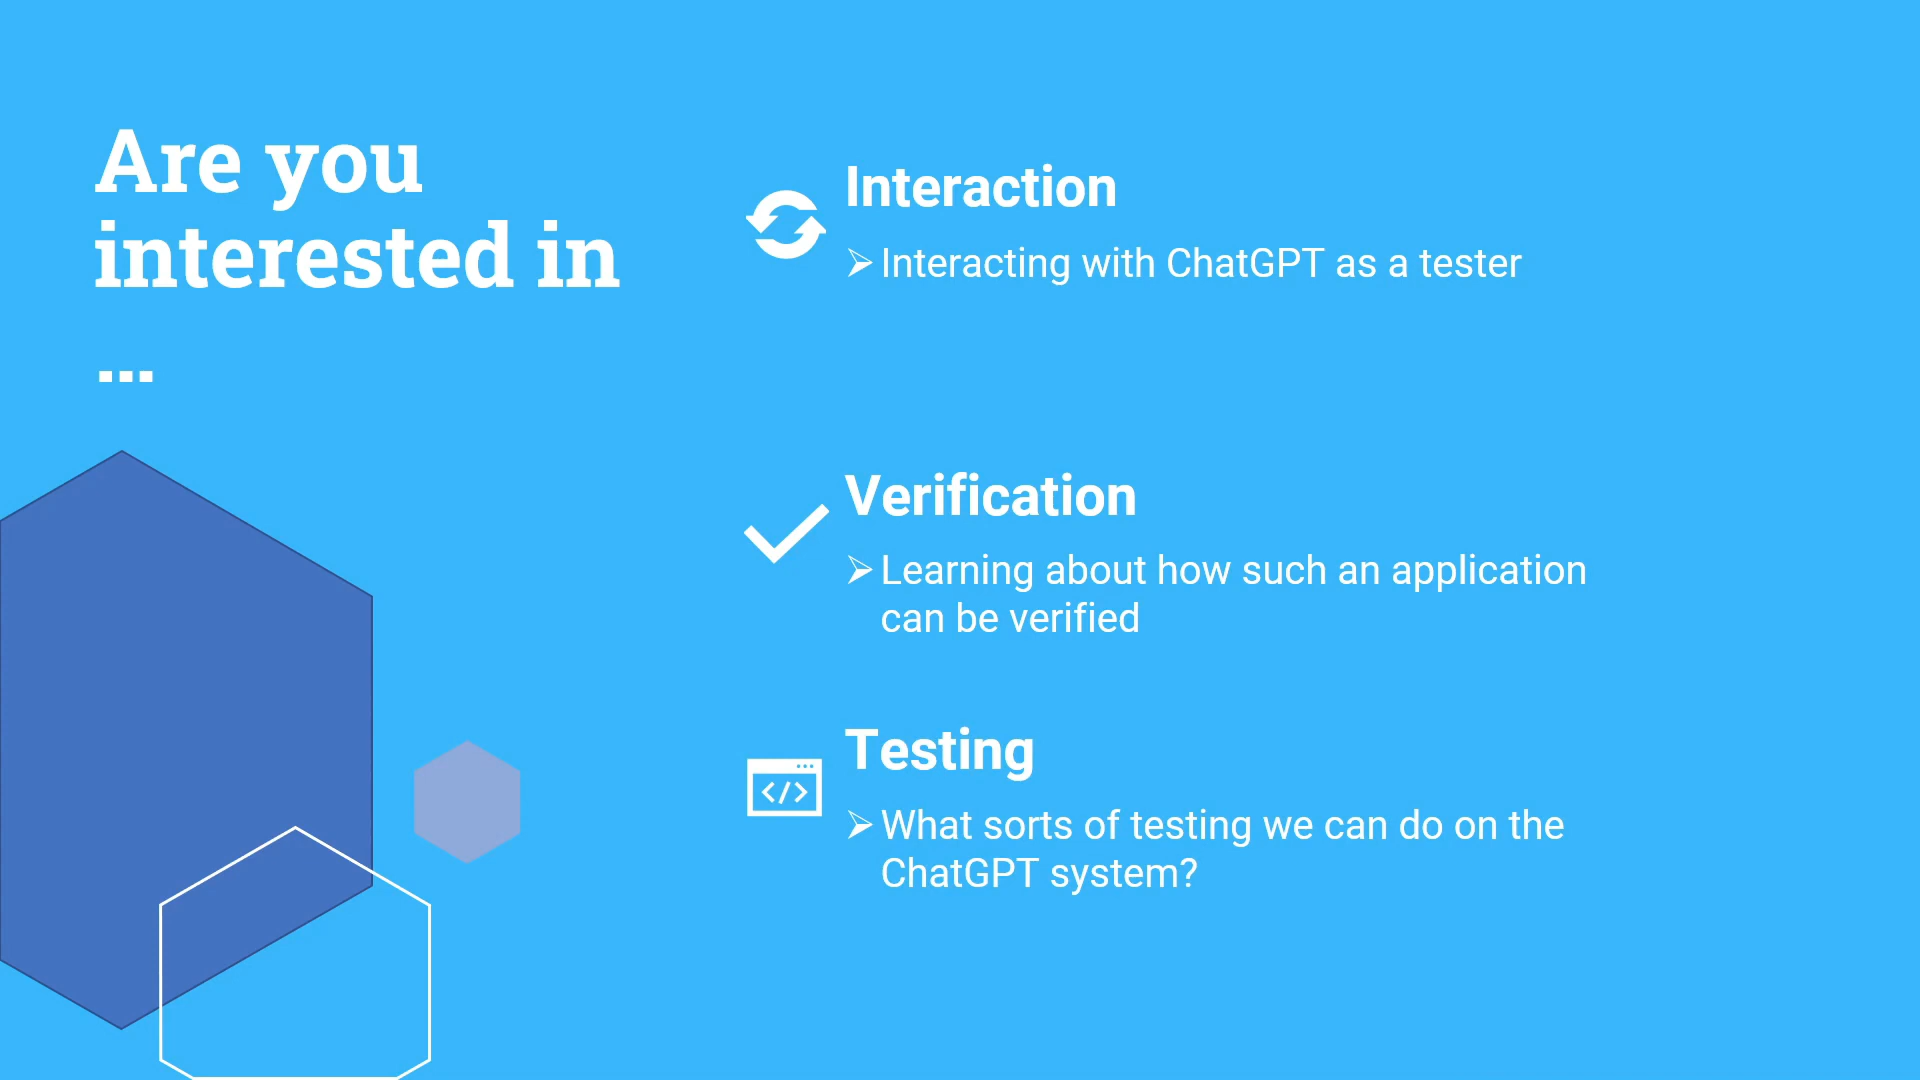 Are you
interested in
...
Interaction
➢ Interacting with ChatGPT as a tester
Verification
➢ Learning about how such an application
can be verified
</>
Testing
➢ What sorts of testing we can do on the
ChatGPT system?